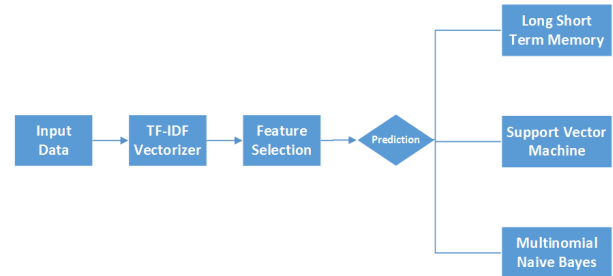 Input
Data
TF-IDF
Vectorizer
Feature
Selection
Prediction
Long Short
Term Memory
Support Vector
Machine
Multinomial
Naive Bayes